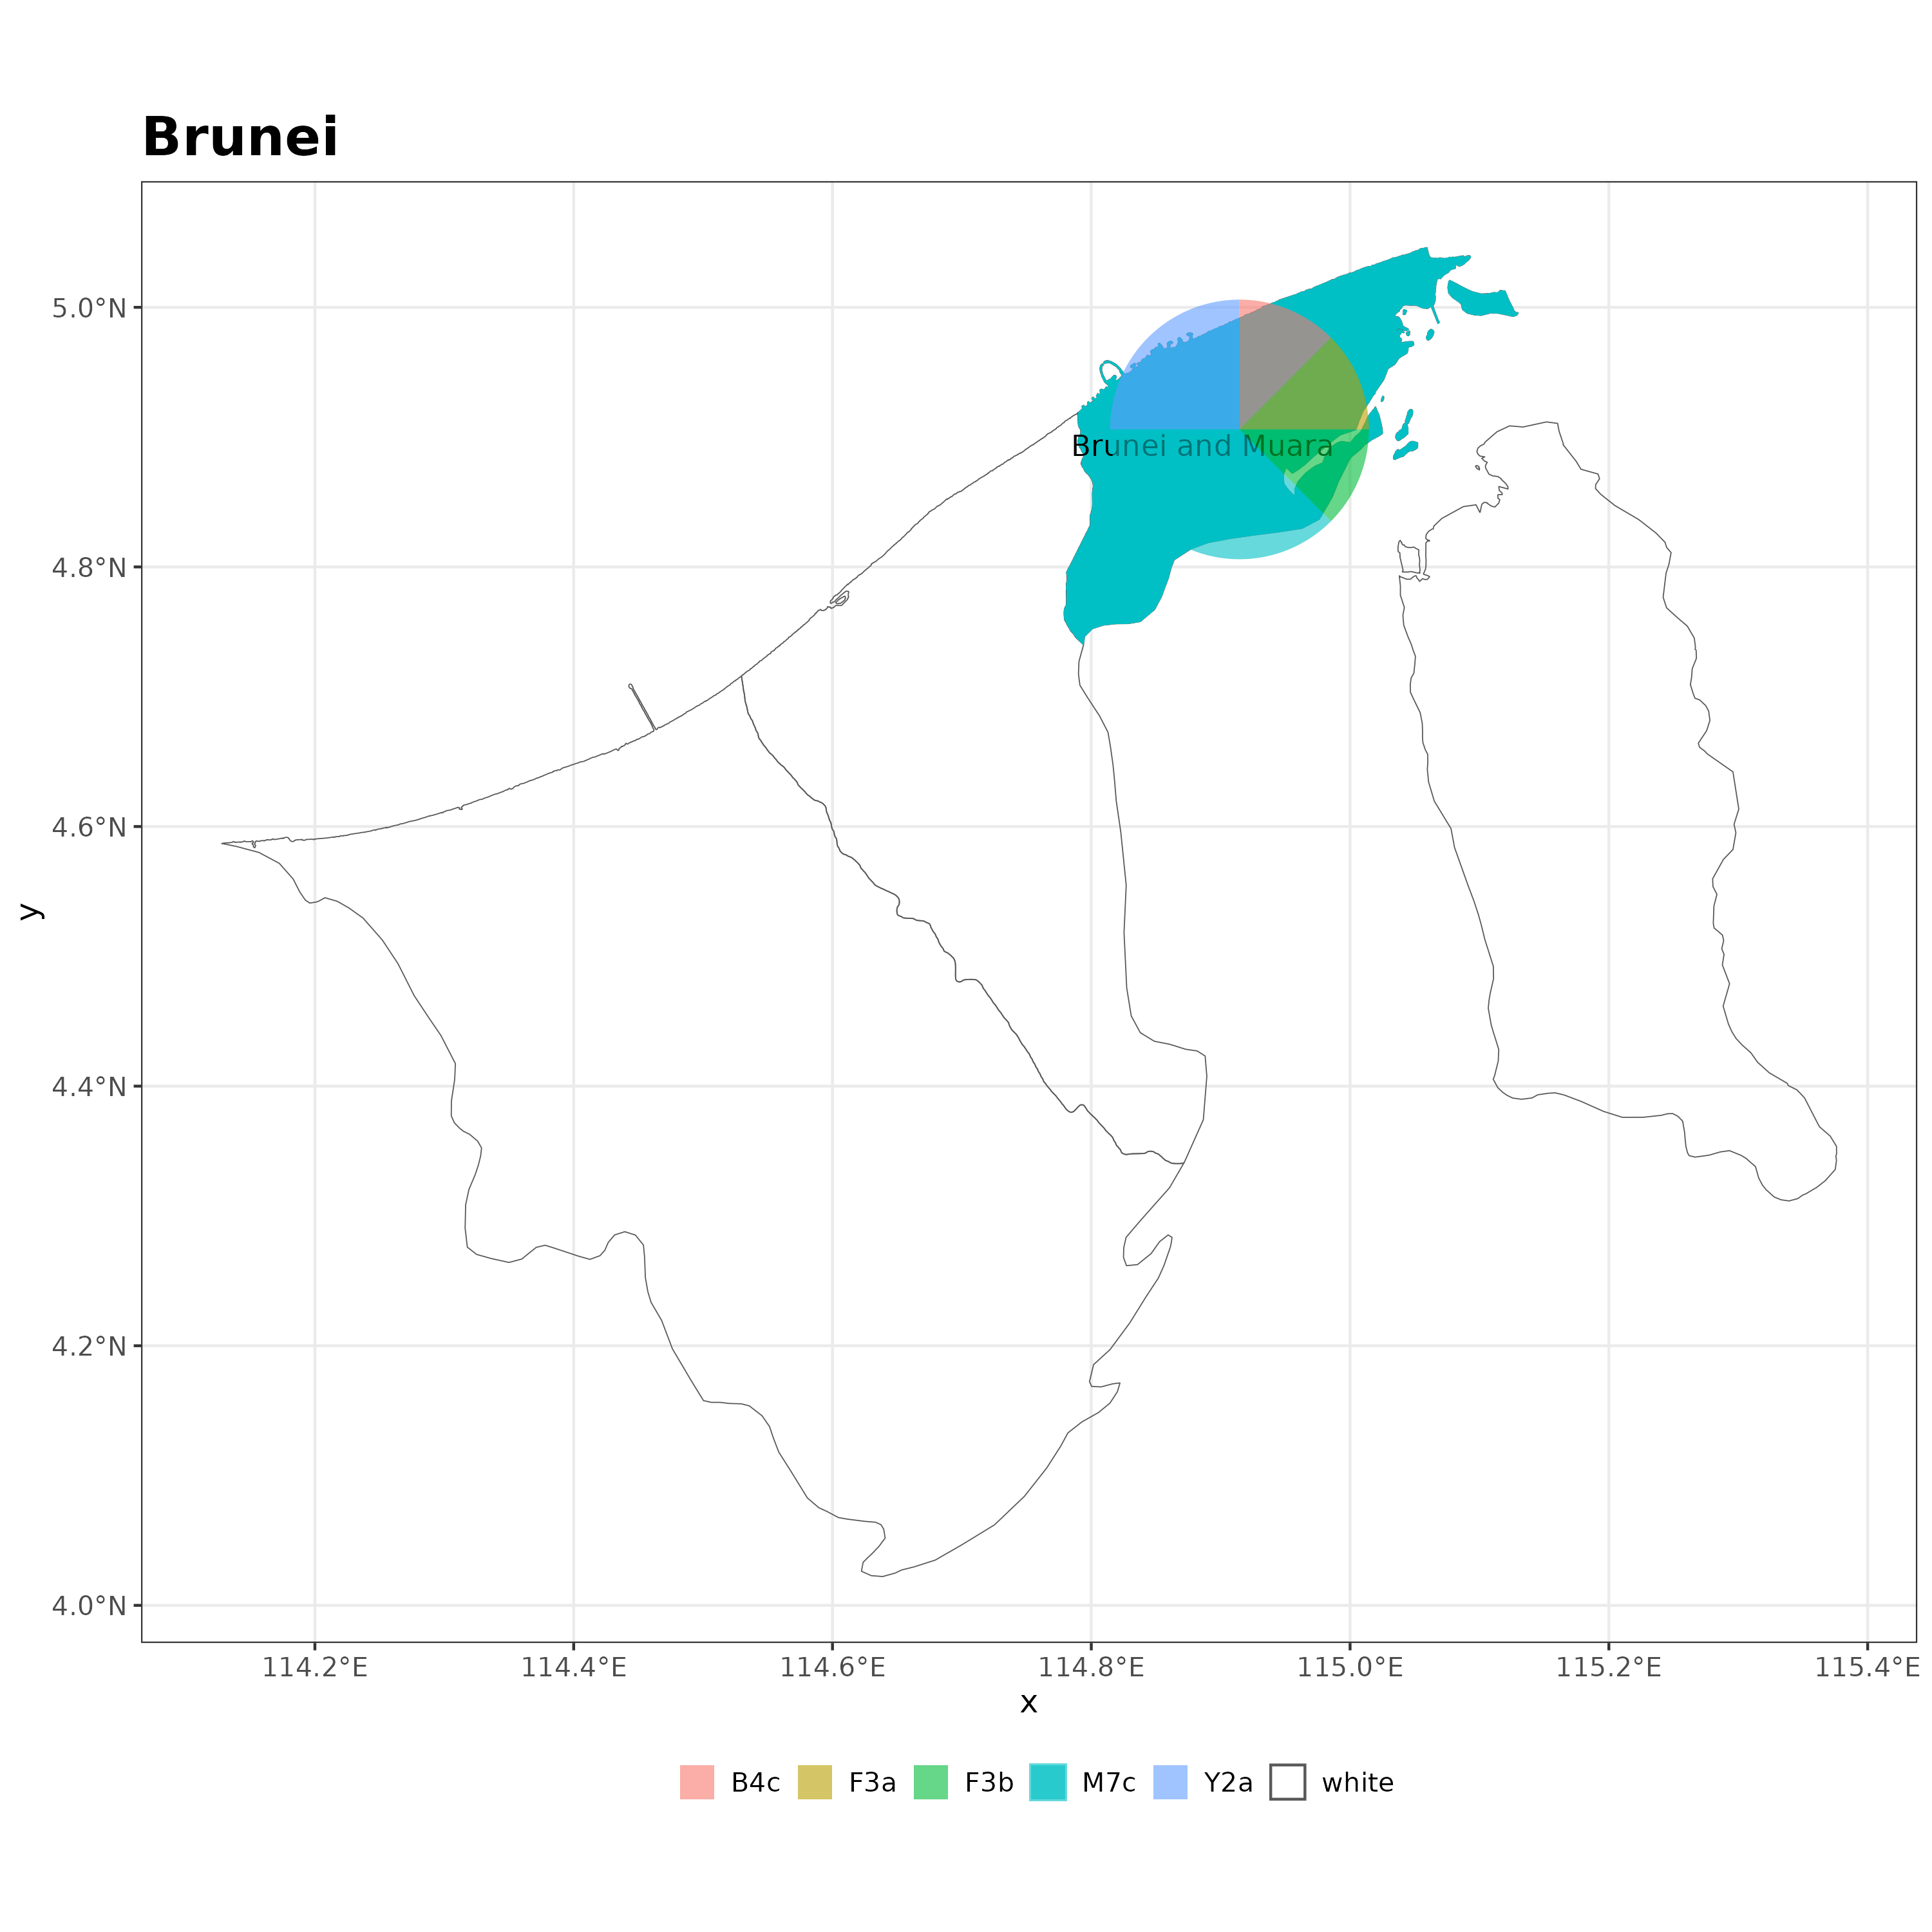 Brunei
5.0°N
4.8°N
4.6°N
4.4°N
4.2°N
4.0°N
y
Brunei and Muara
114.2°E 114.4°E 114.6°E 114.8°E 115.0°E 115.2°E 115.4°E
x
B4c F3a F3b M7c Y2a white